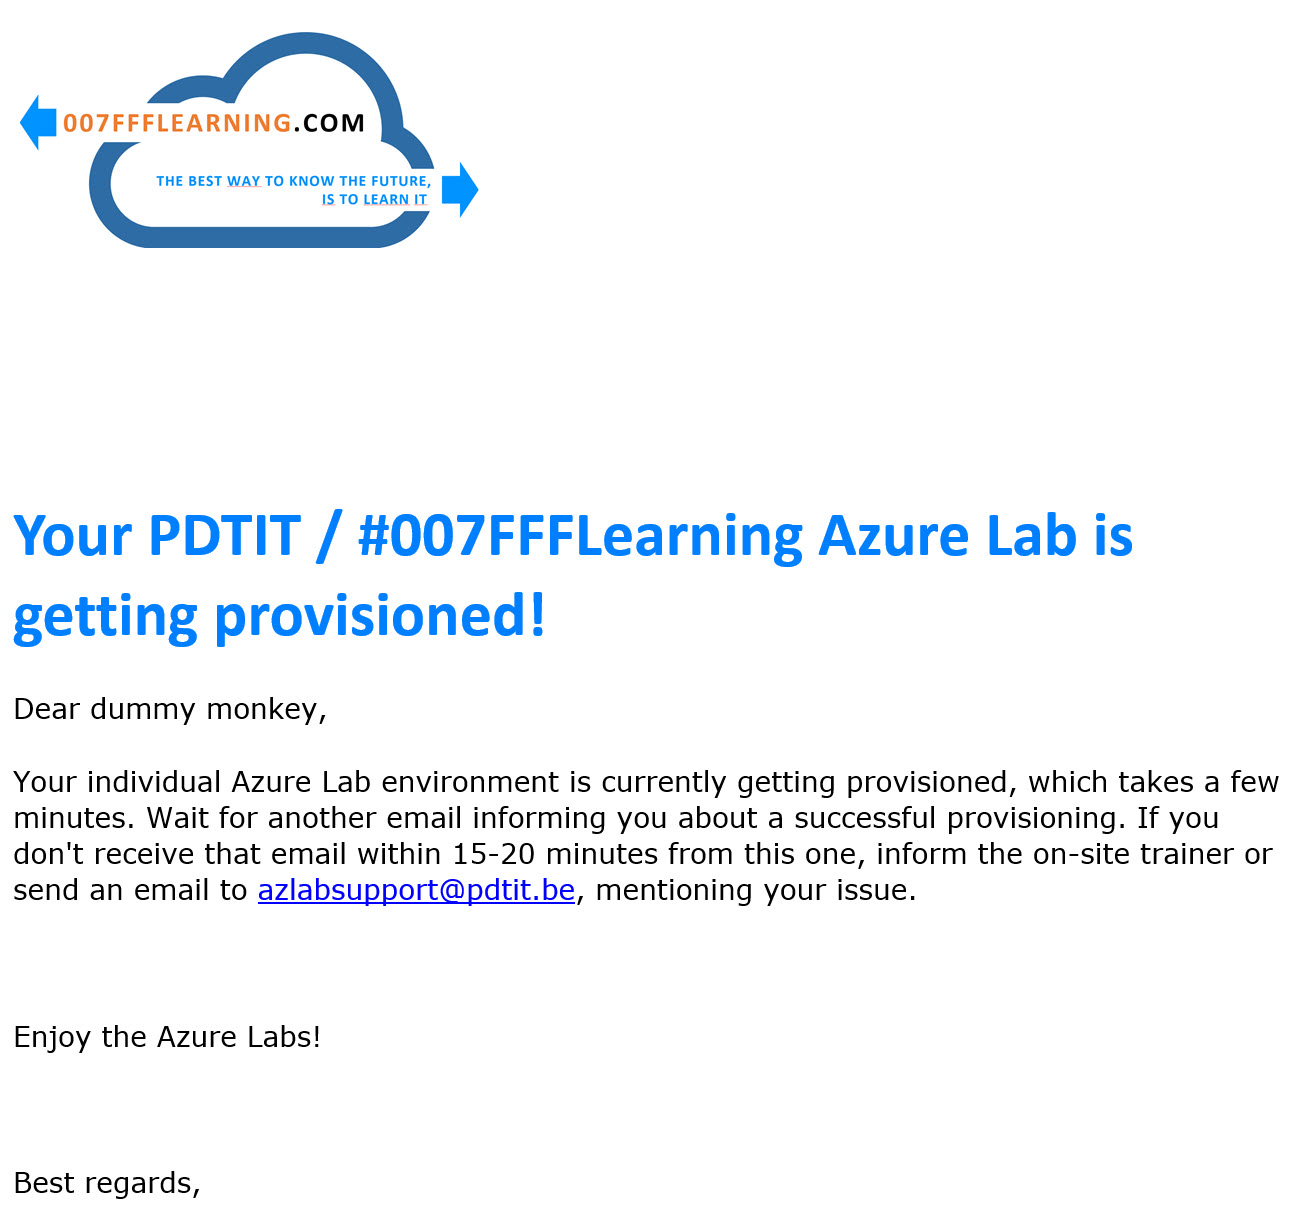 007FFFLEARNING.COM
THE BEST WAY TO KNOW THE FUTURE,
IS TO LEARN IT
Your PDTIT / #007FFFLearning Azure Lab is
getting provisioned!
Dear dummy monkey,
Your individual Azure Lab environment is currently getting provisioned, which takes a few
minutes. Wait for another email informing you about a successful provisioning. If you
don't receive that email within 15-20 minutes from this one, inform the on-site trainer or
send an email to azlabsupport@pdtit.be, mentioning your issue.
Enjoy the Azure Labs!
Best regards,